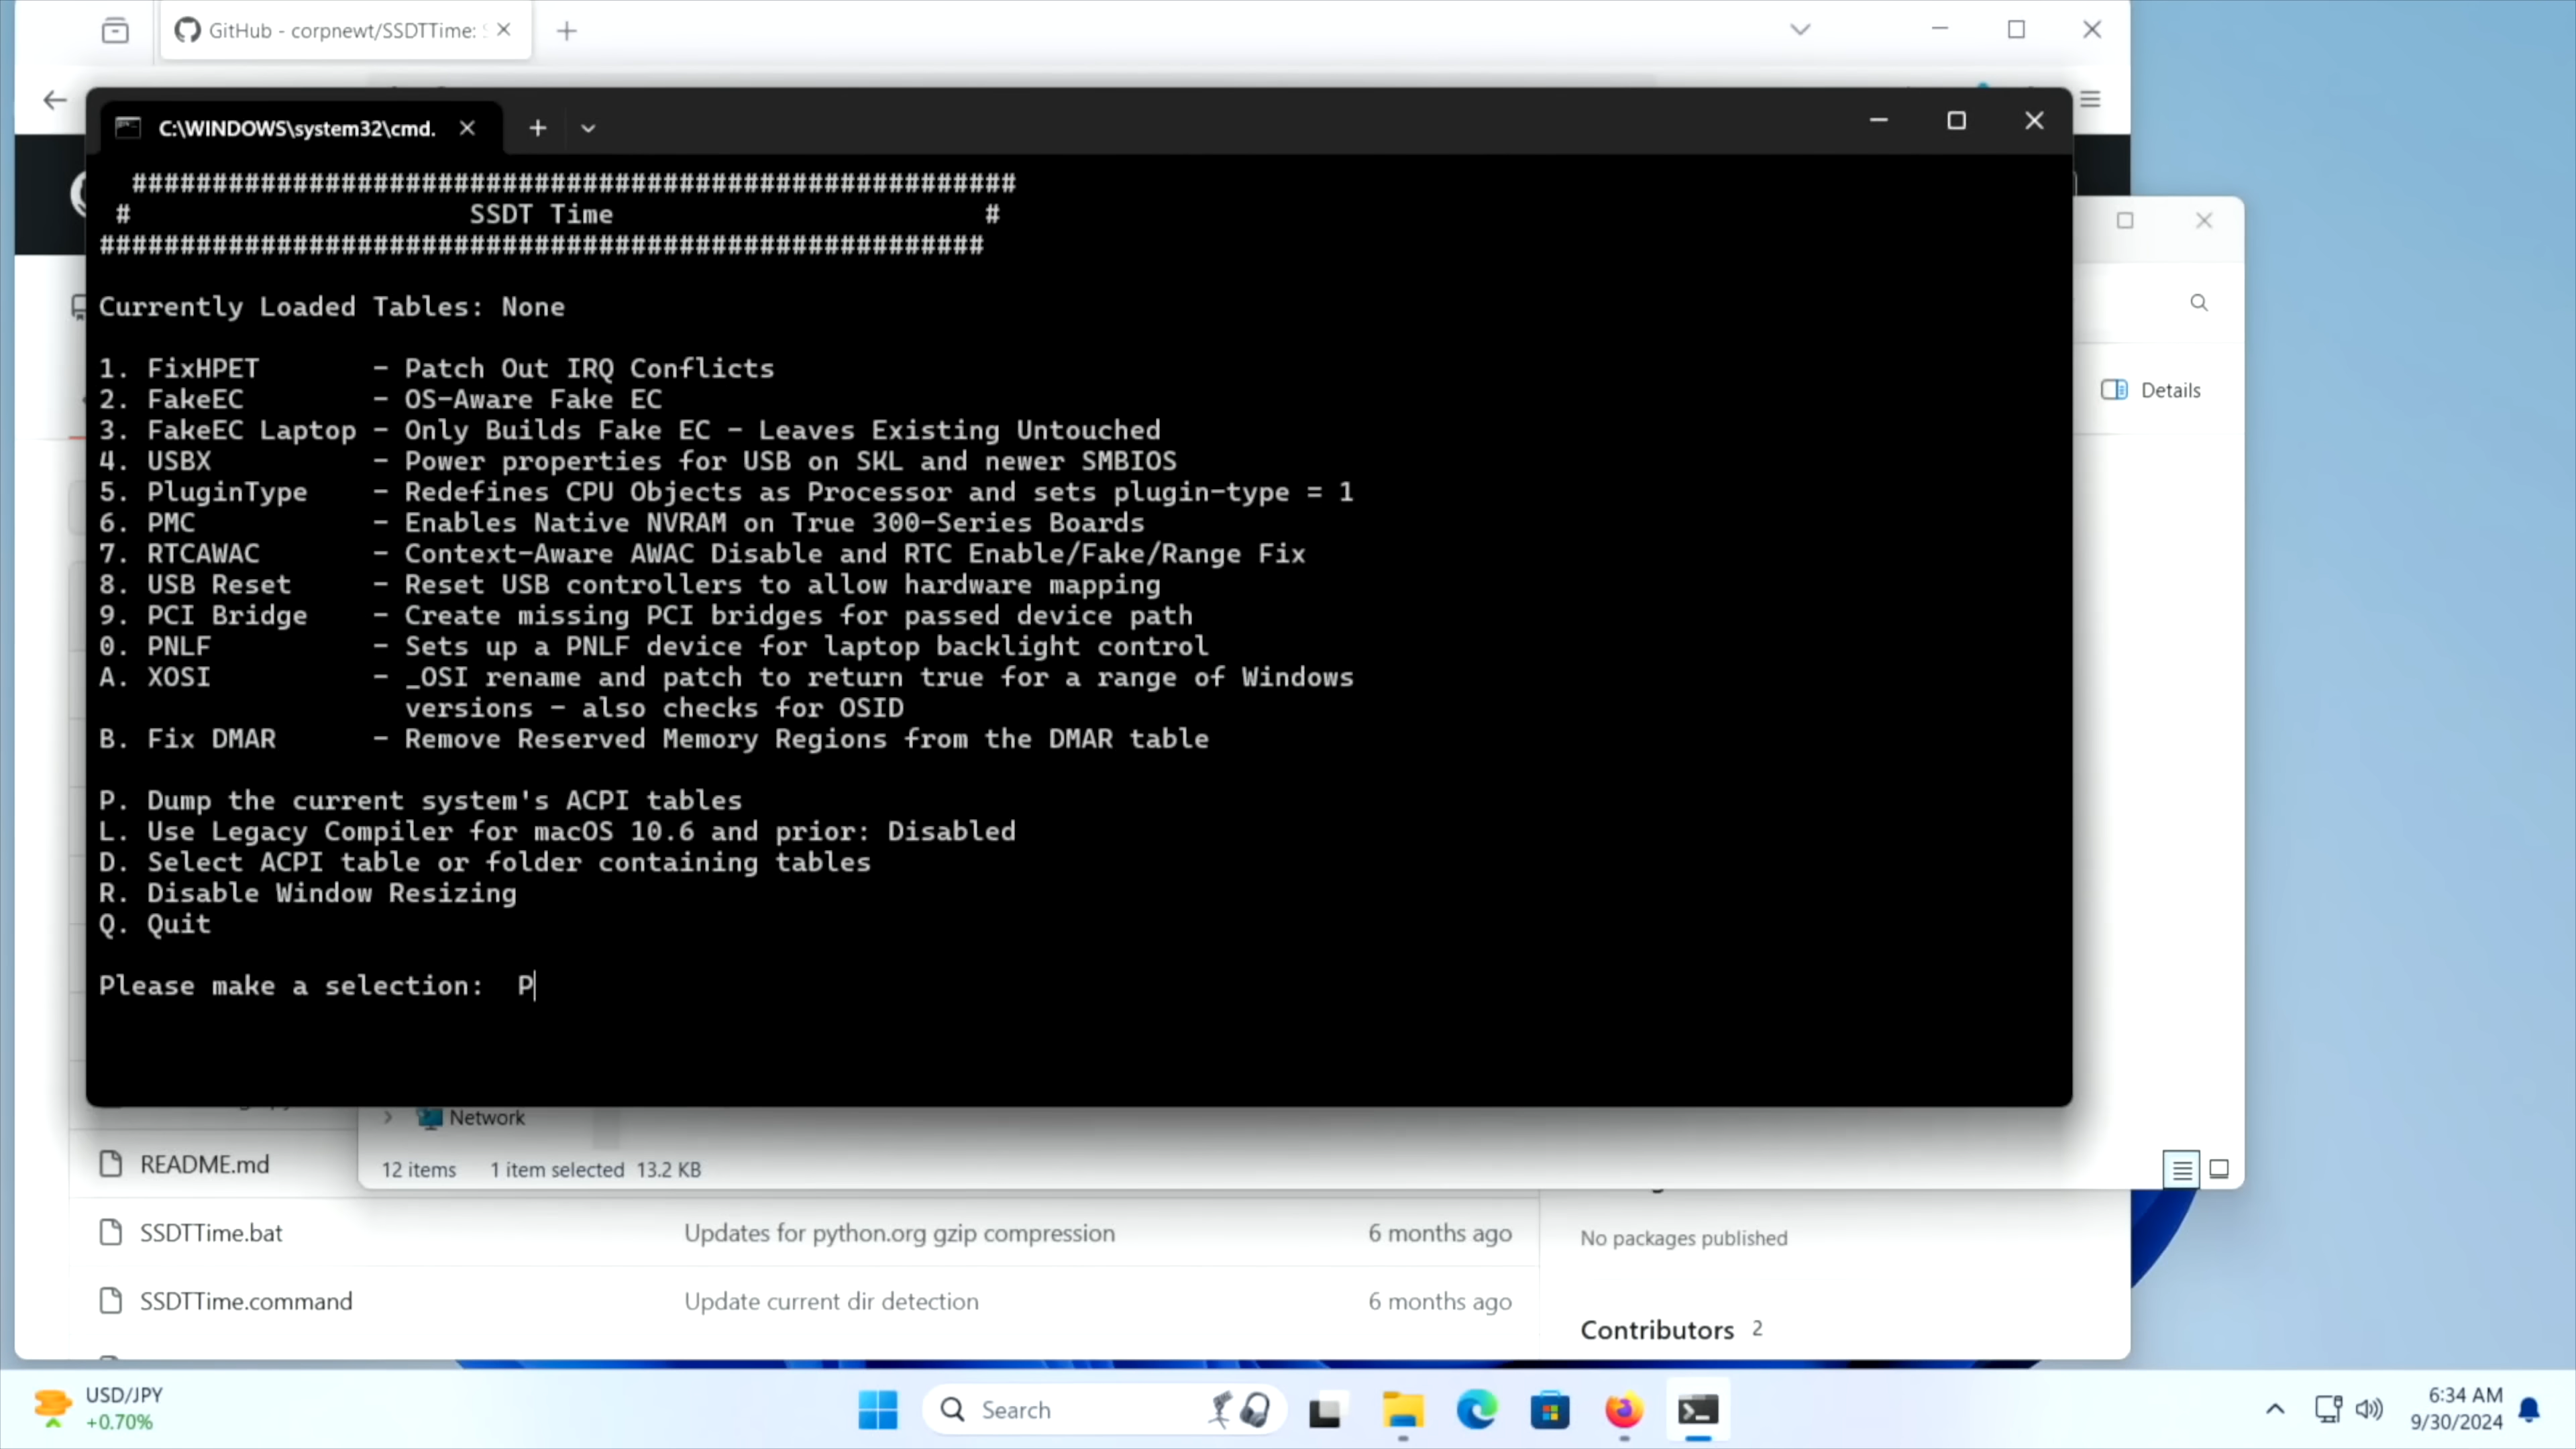 GitHub - corpnewt/SSDTTime:
C:\WINDOWS\system32\cmd.
#######################################################
# SSDT Time #
#######################################################
Currently Loaded Tables: None
1. FixHPET - Patch Out IRQ Conflicts
2. FakeEC - OS-Aware Fake EC
3. FakeEC Laptop - Only Builds Fake EC - Leaves Existing Untouched
4. USBX - Power properties for USB on SKL and newer SMBIOS
5. PluginType - Redefines CPU Objects as Processor and sets plugin-type = 1
6. PMC - Enables Native NVRAM on True 300-Series Boards
7. RTCAWAC - Context-Aware AWAC Disable and RTC Enable/Fake/Range Fix
8. USB Reset - Reset USB controllers to allow hardware mapping
9. PCI Bridge - Create missing PCI bridges for passed device path
0. PNLF - Sets up a PNLF device for laptop backlight control
A. XOSI - _OSI rename and patch to return true for a range of Windows
versions - also checks for OSID
B. Fix DMAR - Remove Reserved Memory Regions from the DMAR table
P. Dump the current system's ACPI tables
L. Use Legacy Compiler for macOS 10.6 and prior: Disabled
D. Select ACPI table or folder containing tables
R. Disable Window Resizing
Q. Quit
Please make a selection: P
Details
Network
12 items 1 item selected 13.2 KB
README.md
SSDTTime.bat Updates for python.org gzip compression 6 months ago
No packages published
SSDTTime.command Update current dir detection 6 months ago
Contributors 2
USD/JPY
+0.70%
Search
6:34 AM
9/30/2024